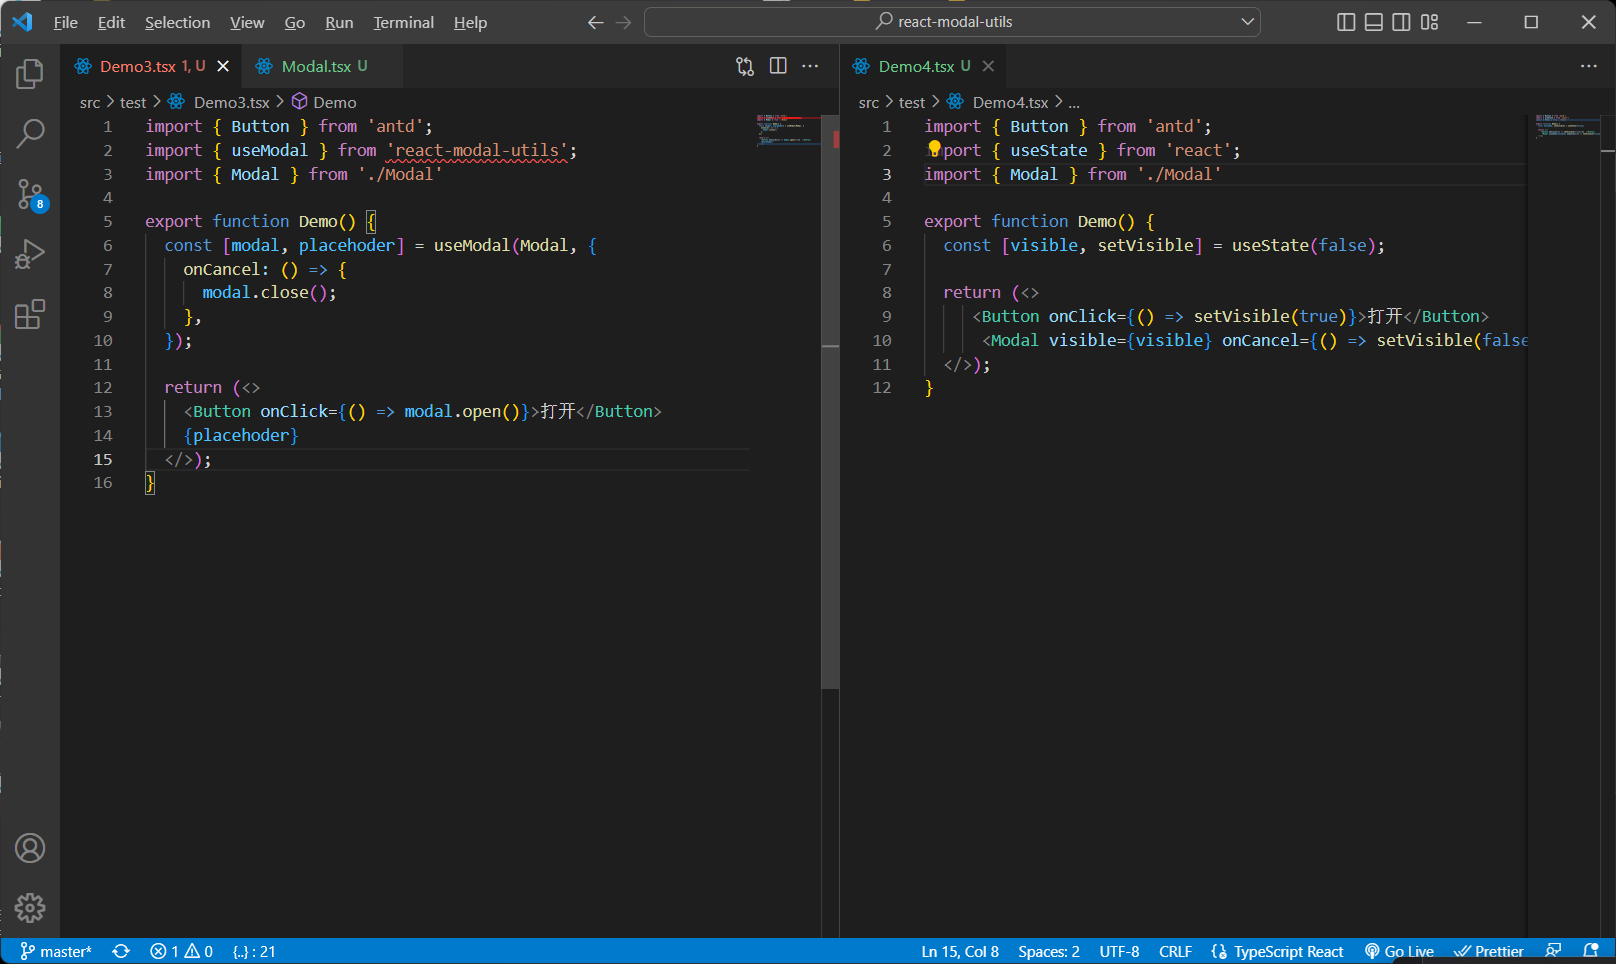 File Edit Selection View Go Run Terminal Help
react-modal-utils
Demo3.tsx 1, U
Modal.tsx U
src > test > Demo3.tsx > Demo
1 import { Button } from 'antd';
2 import { useModal } from 'react-modal-utils';
3 import { Modal } from './Modal'
4
5 export function Demo() {
6 const [modal, placehoder] = useModal(Modal, {
7 onCancel: () => {
8 modal.close();
9 },
10 });
11
12 return (<>
13 <Button onClick={() => modal.open()}>打开</Button>
14 {placehoder}
15 </>);
16 }
Demo4.tsx U
src > test > Demo4.tsx > ...
1 import { Button } from 'antd';
2 import { useState } from 'react';
3 import { Modal } from './Modal'
4
5 export function Demo() {
6 const [visible, setVisible] = useState(false);
7
8 return (<>
9 <Button onClick={() => setVisible(true)}>打开</Button>
10 <Modal visible={visible} onCancel={() => setVisible(false
11 </>);
12 }
8
master* 1 0 {..} : 21 Ln 15, Col 8 Spaces: 2 UTF-8 CRLF TypeScript React Go Live Prettier